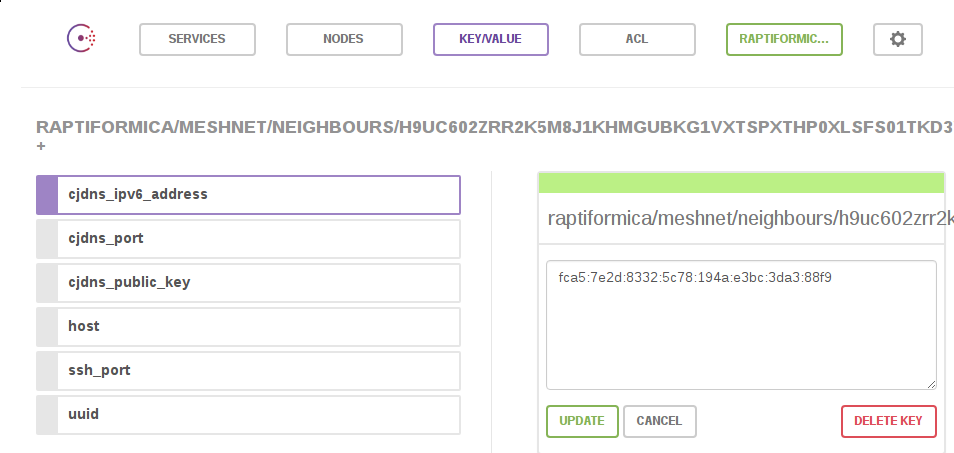 SERVICES
NODES
KEY/VALUE
ACL
RAPTIFORMIC...
RAPTIFORMICA/MESHNET/NEIGHBOURS/H9UC602ZRR2K5M8J1KHMGUBKG1VXTSPXTHP0XLSFS01TKD3
+
cjdns_ipv6_address
cjdns_port
cjdns_public_key
host
ssh_port
uuid
raptiformica/meshnet/neighbours/h9uc602zrr2k
fca5:7e2d:8332:5c78:194a:e3bc:3da3:88f9
UPDATE
CANCEL
DELETE KEY